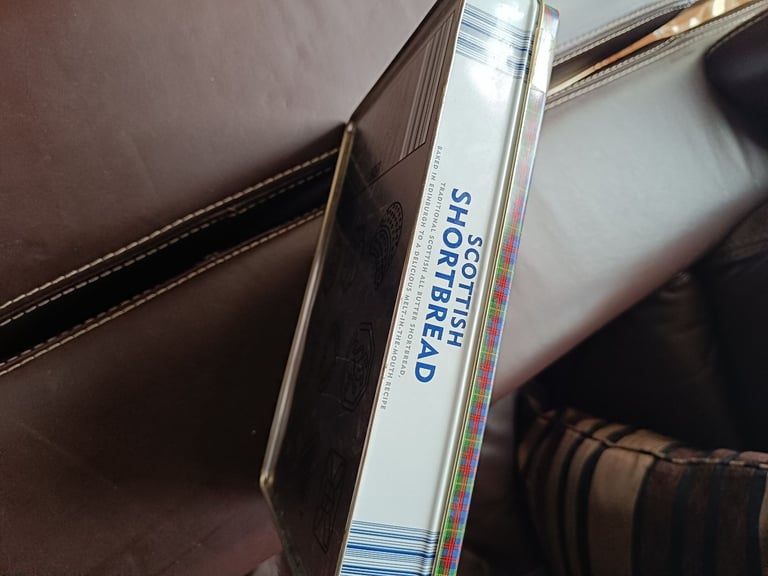 SCOTTISH
SHORTBREAD
TRADITIONAL SCOTTISH ALL BUTTER SHORTBREAD,
BAKED IN EDINBURGH TO A DELICIOUS MELT-IN-THE-MOUTH RECIPE